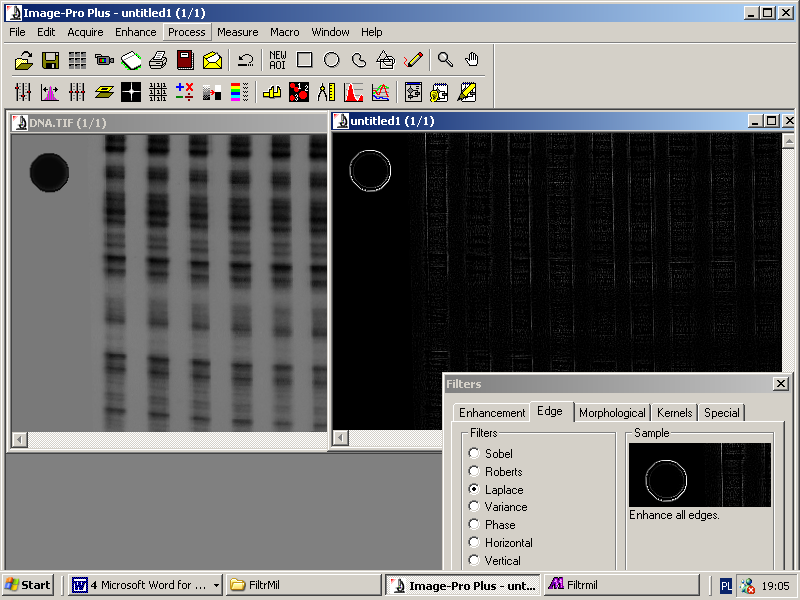 Image-Pro Plus - untitled1 (1/1)
File Edit Acquire Enhance Process Measure Macro Window Help
NEW
AOI
DNA.TIF (1/1)
untitled1 (1/1)
Filters
Enhancement Edge Morphological Kernels Special
Filters
Sobel
Roberts
Laplace
Variance
Phase
Horizontal
Vertical
Sample
Enhance all edges.
Start 4 Microsoft Word for ... FiltrMil Image-Pro Plus - unt... Filtrmil PL 19:05